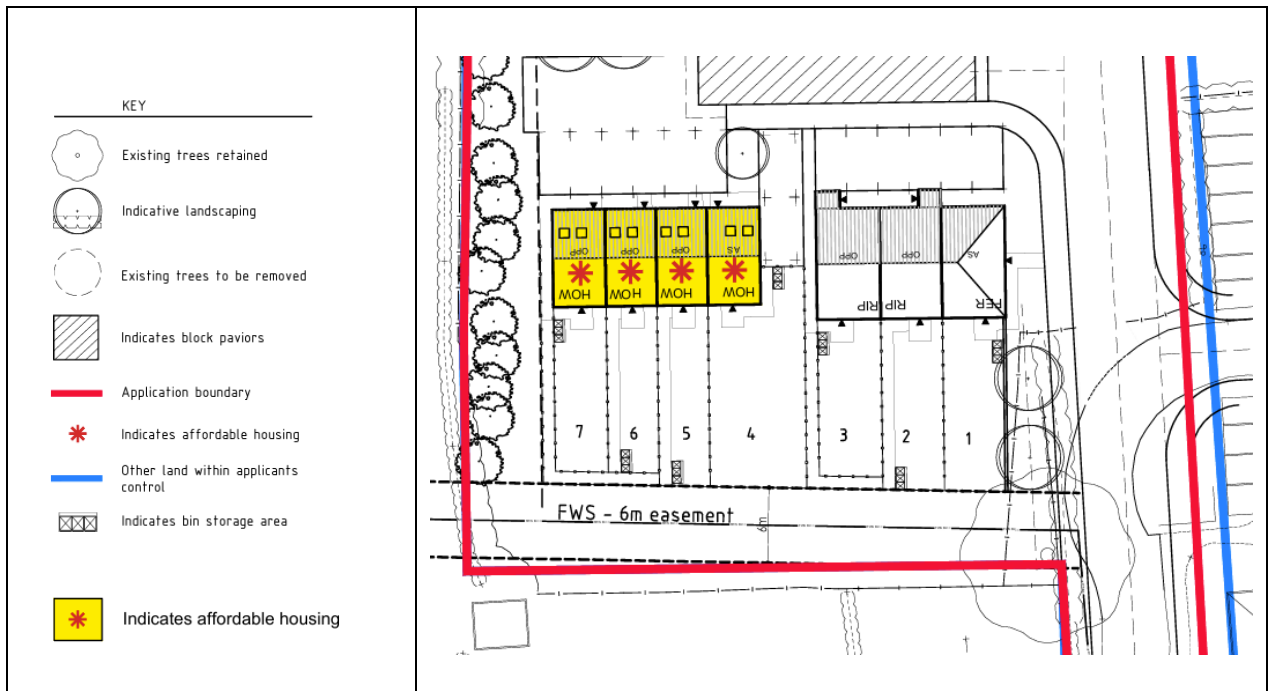 KEY
Existing trees retained
Indicative landscaping
Existing trees to be removed
Indicates block paviors
Application boundary
Indicates affordable housing
Other land within applicants
control
Indicates bin storage area
Indicates affordable housing
OPP OPP OPP AS OPP OPP AS
HOW HOW HOW HOW RIP RIP FER
7 6 5 4 3 2 1
FWS - 6m easement
6m